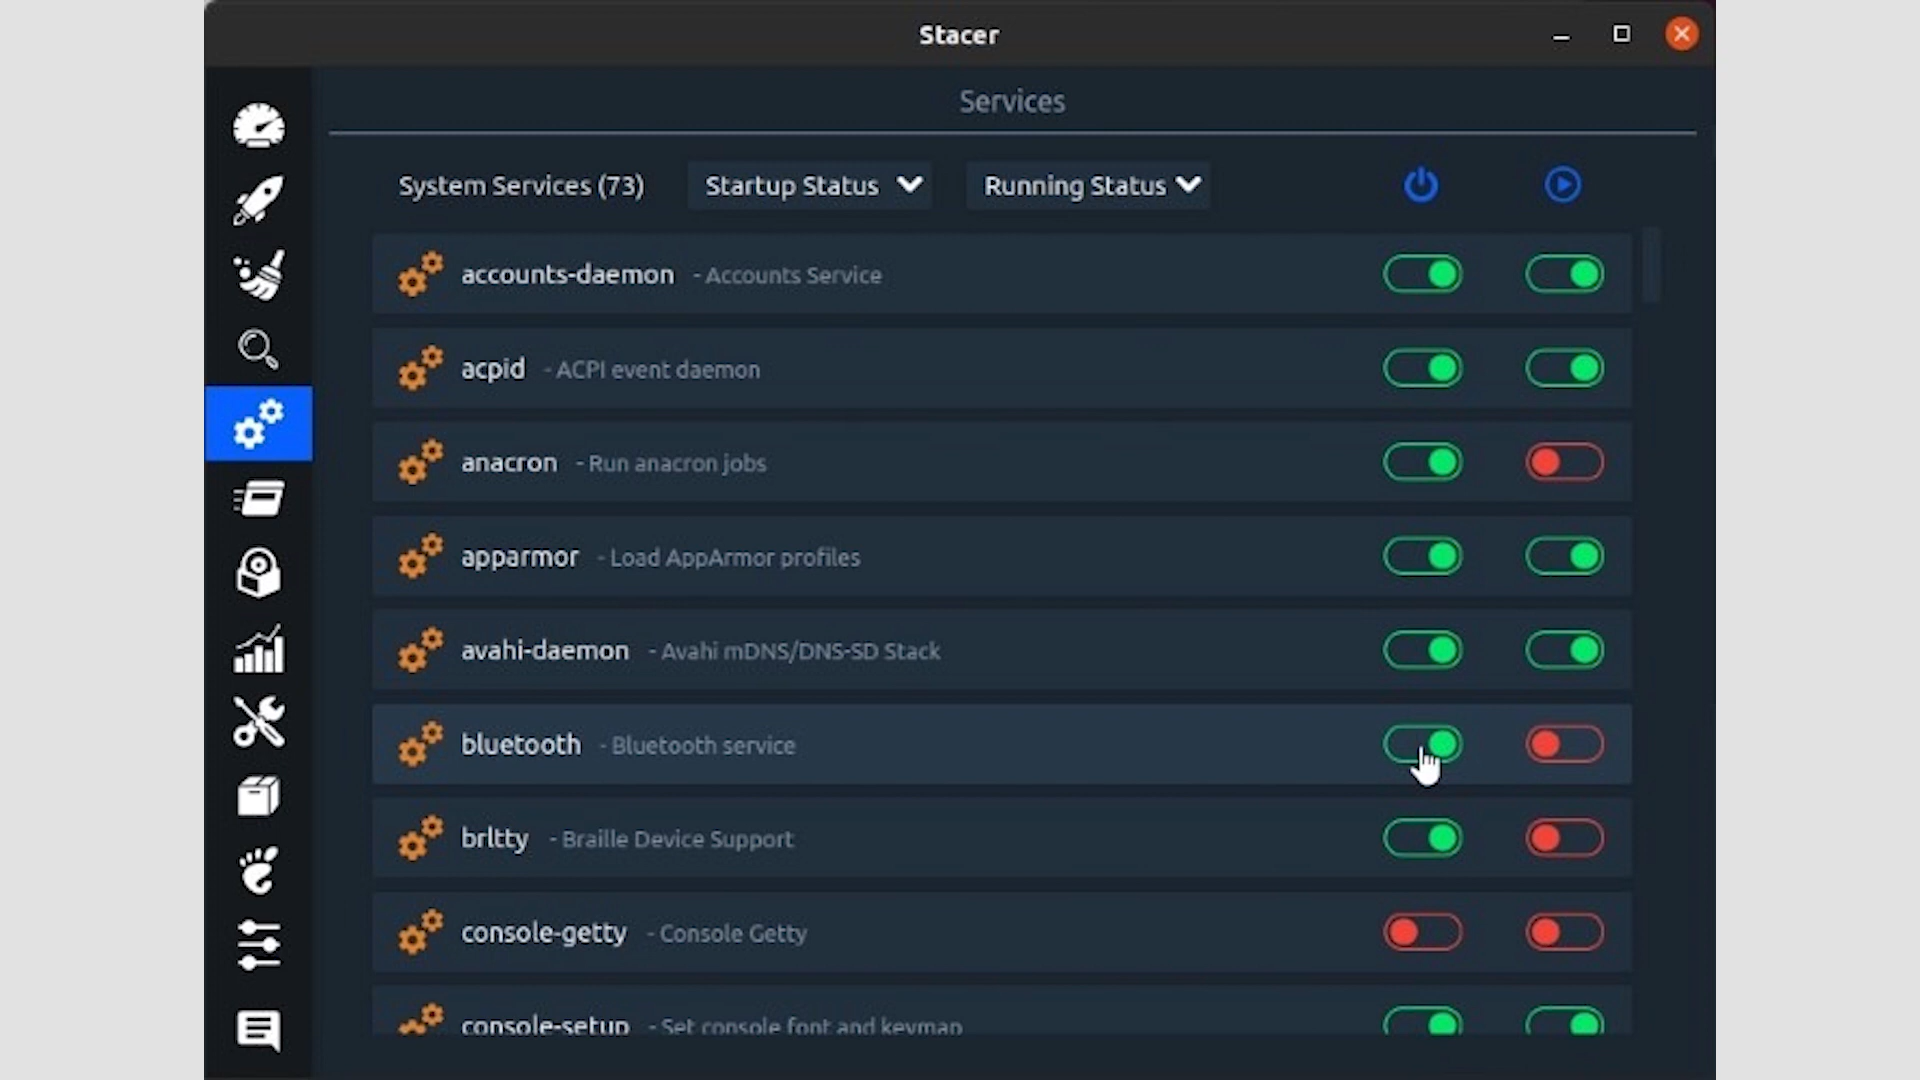 Stacer
Services
System Services (73) Startup Status Running Status
accounts-daemon - Accounts Service
acpid - ACPI event daemon
anacron - Run anacron jobs
apparmor - Load AppArmor profiles
avahi-daemon - Avahi mDNS/DNS-SD Stack
bluetooth - Bluetooth service
brltty - Braille Device Support
console-getty - Console Getty
console-setup - Set console font and keymap